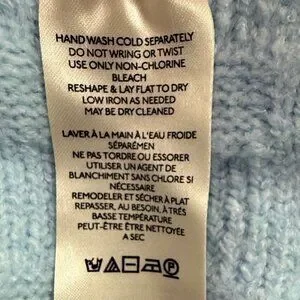 HAND WASH COLD SEPARATELY
DO NOT WRING OR TWIST
USE ONLY NON-CHLORINE
BLEACH
RESHAPE & LAY FLAT TO DRY
LOW IRON AS NEEDED
MAY BE DRY CLEANED
LAVER À LA MAIN À L'EAU FROIDE
SÉPARÉMEN
NE PAS TORDRE OU ESSORER
UTILISER UN AGENT DE
BLANCHIMENT SANS CHLORE SI
NÉCESSAIRE
REMODELER ET SÉCHER À PLAT
REPASSER, AU BESOIN, À TRÉS
BASSE TEMPÉRATURE
PEUT-ÊTRE ÊTRE NETTOYÉE
A SEC